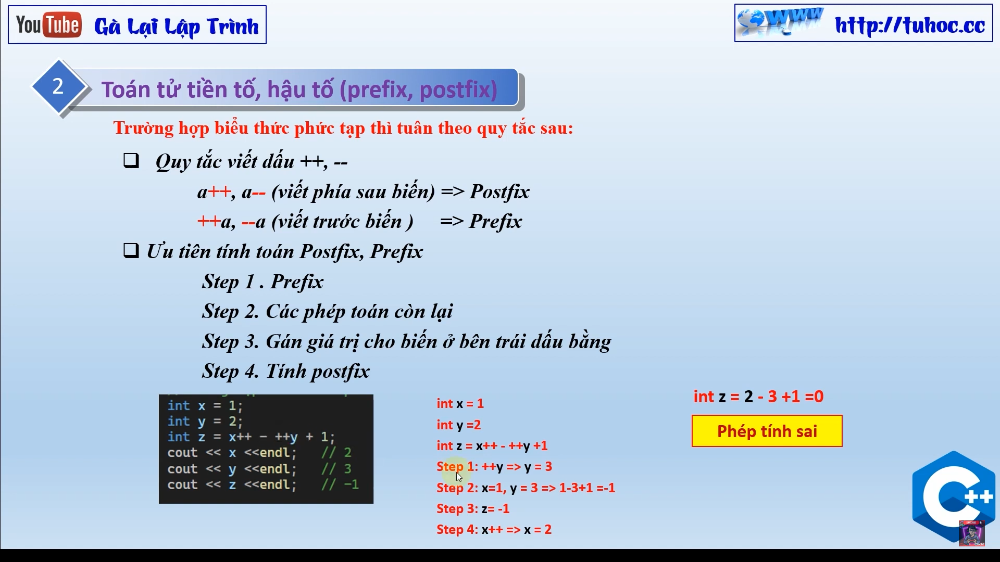 YouTube Gà Lại Lập Trình
WWW http://tuhoc.cc
2 Toán tử tiền tố, hậu tố (prefix, postfix)
Trường hợp biểu thức phức tạp thì tuân theo quy tắc sau:
❑ Quy tắc viết dấu ++, --
a++, a-- (viết phía sau biến) => Postfix
++a, --a (viết trước biến ) => Prefix
❑ Ưu tiên tính toán Postfix, Prefix
Step 1 . Prefix
Step 2. Các phép toán còn lại
Step 3. Gán giá trị cho biến ở bên trái dấu bằng
Step 4. Tính postfix
int x = 1;
int y = 2;
int z = x++ - ++y + 1;
cout << x <<endl; // 2
cout << y <<endl; // 3
cout << z <<endl; // -1
int x = 1
int y =2
int z = x++ - ++y +1
Step 1: ++y => y = 3
Step 2: x=1, y = 3 => 1-3+1 =-1
Step 3: z= -1
Step 4: x++ => x = 2
int z = 2 - 3 +1 =0
Phép tính sai
C++
Click!